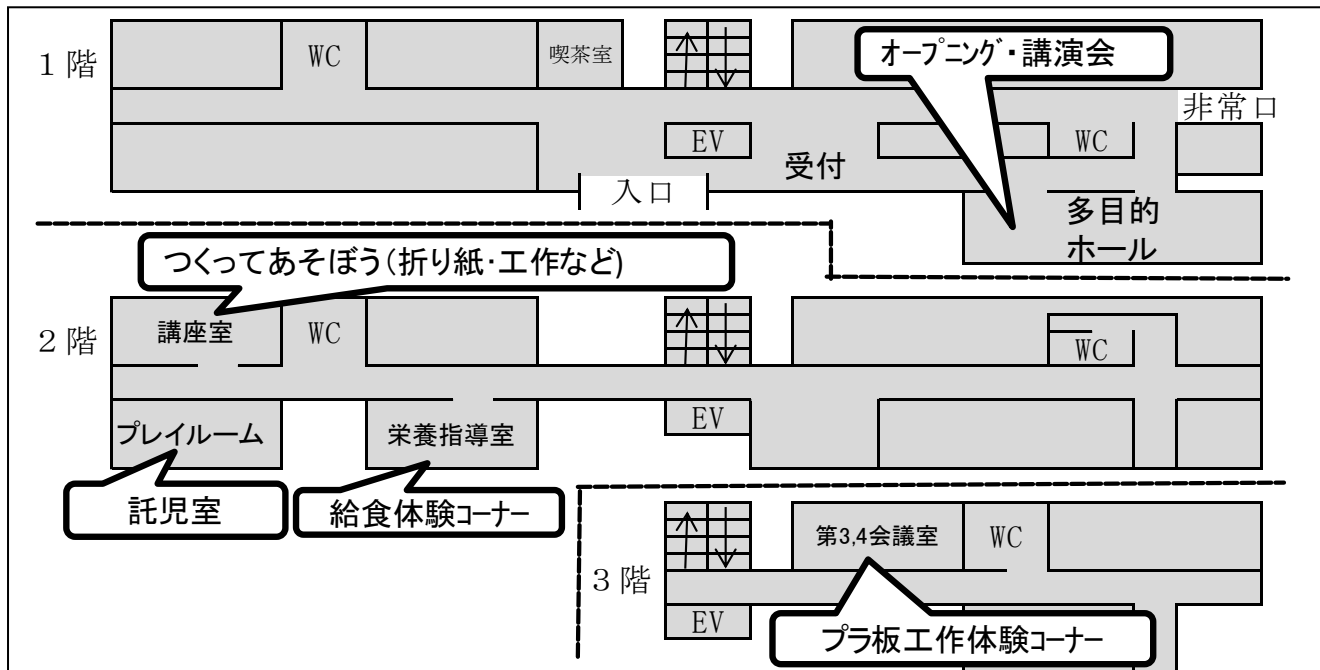 1階
WC
喫茶室
オープニング・講演会
非常口
EV
受付
WC
入口
多目的
ホール
つくってあそぼう(折り紙・工作など)
2階
講座室
WC
WC
プレイルーム
栄養指導室
EV
託児室
給食体験コーナー
3階
第3,4会議室
WC
EV
プラ板工作体験コーナー